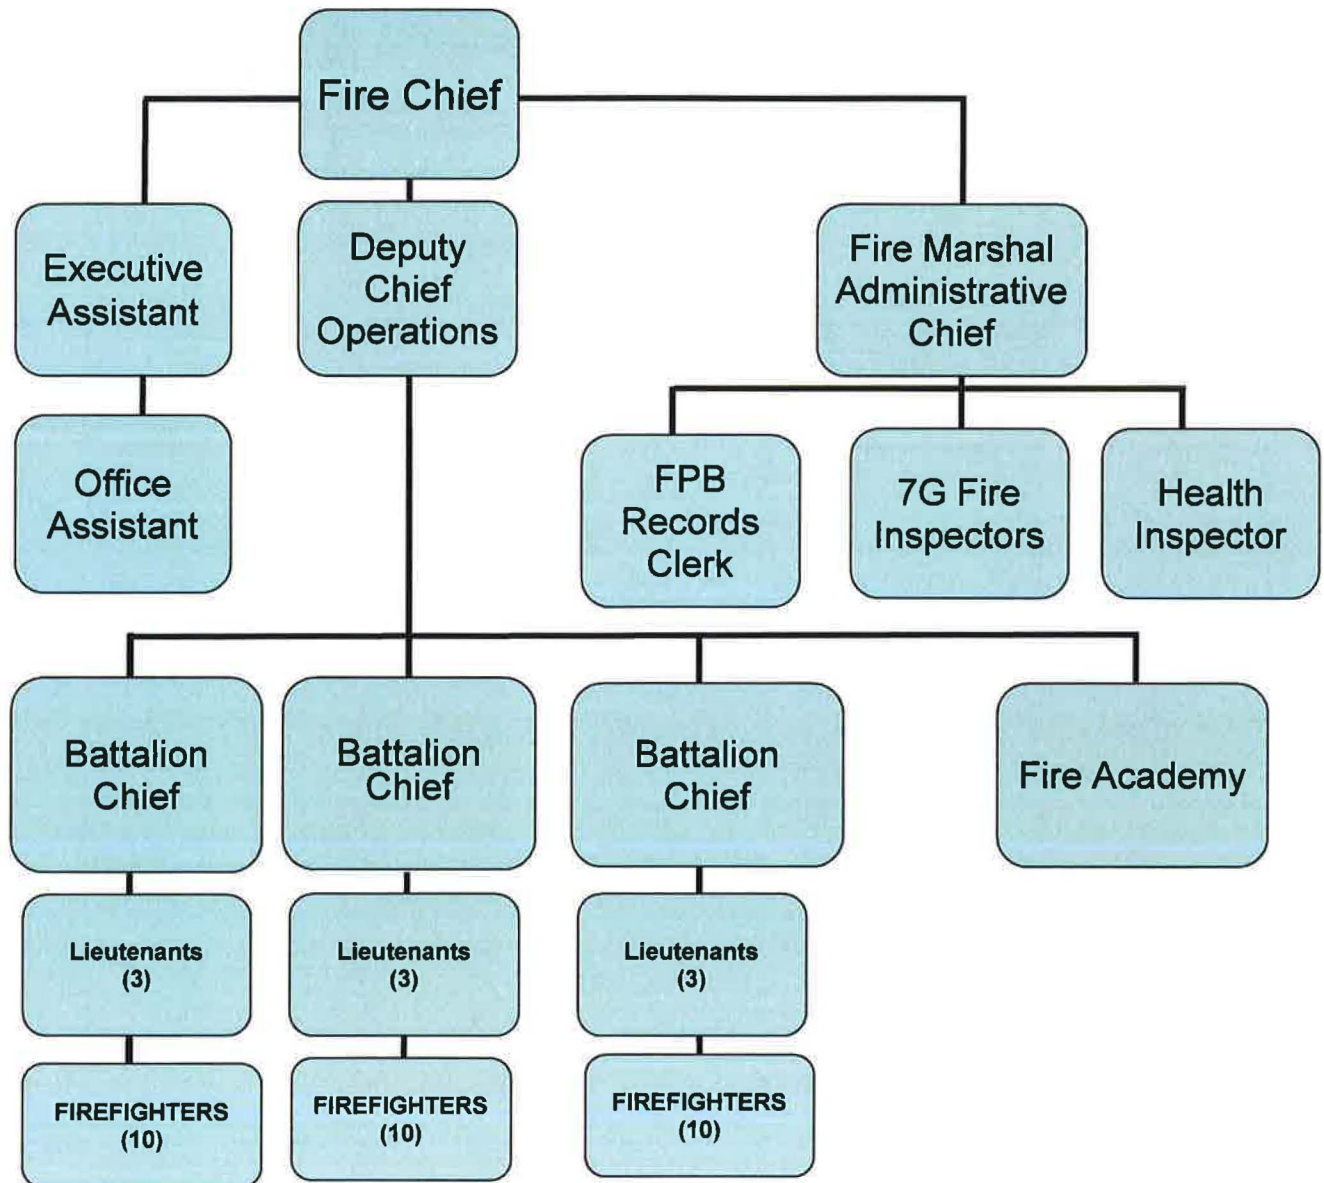 Fire Chief
Executive
Assistant
Deputy
Chief
Operations
Fire Marshal
Administrative
Chief
Office
Assistant
FPB
Records
Clerk
7G Fire
Inspectors
Health
Inspector
Battalion
Chief
Battalion
Chief
Battalion
Chief
Fire Academy
Lieutenants
(3)
Lieutenants
(3)
Lieutenants
(3)
FIREFIGHTERS
(10)
FIREFIGHTERS
(10)
FIREFIGHTERS
(10)